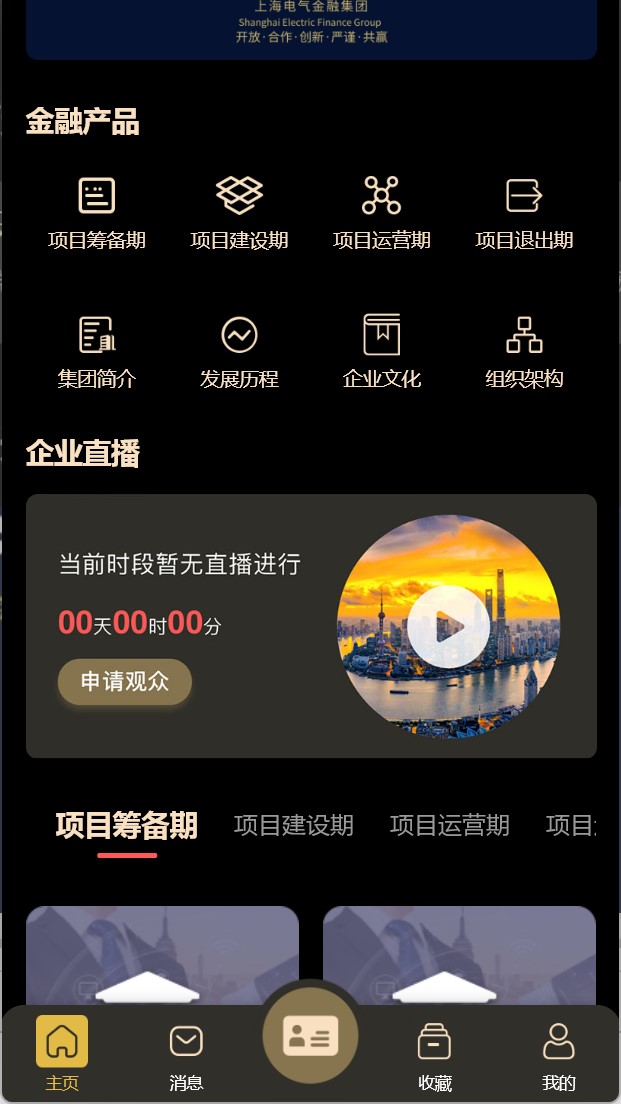 上海电气金融集团
Shanghai Electric Finance Group
开放·合作·创新·严谨·共赢
金融产品
项目筹备期 项目建设期 项目运营期 项目退出期
集团简介 发展历程 企业文化 组织架构
企业直播
当前时段暂无直播进行
00天00时00分
申请观众
项目筹备期 项目建设期 项目运营期 项目
主页 消息 收藏 我的